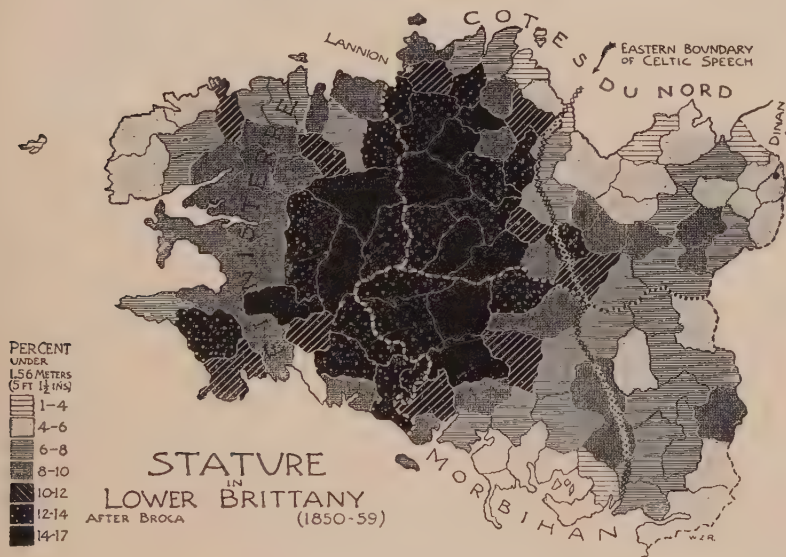 COTES DU NORD
LANNION
EASTERN BOUNDARY
OF CELTIC SPEECH
FINISTERRE
DINAN
PERCENT
UNDER
1.56 METERS
(5 FT 1½ INS)
1-4
4-6
6-8
8-10
10-12
12-14
14-17
STATURE
IN
LOWER BRITTANY
AFTER BROCA (1850-59)
MORBIHAN
W.Z.R.